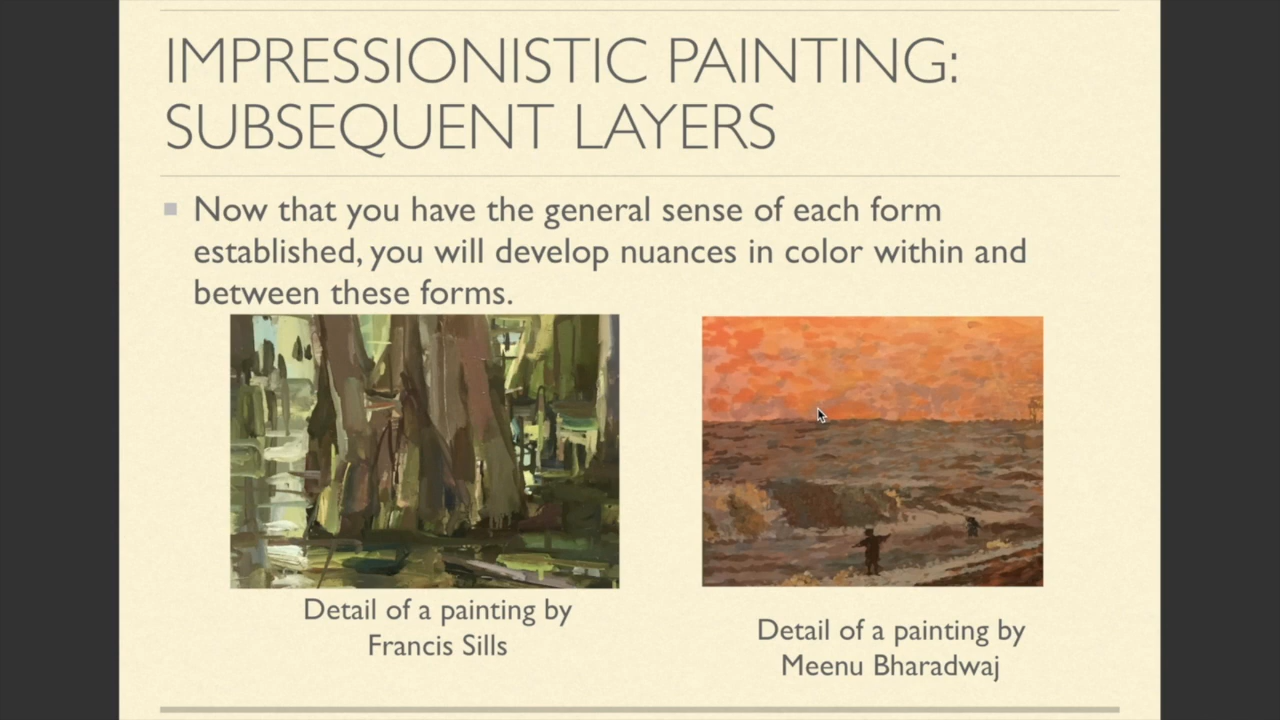 IMPRESSIONISTIC PAINTING:
SUBSEQUENT LAYERS
Now that you have the general sense of each form
established, you will develop nuances in color within and
between these forms.
Detail of a painting by
Francis Sills
Detail of a painting by
Meenu Bharadwaj